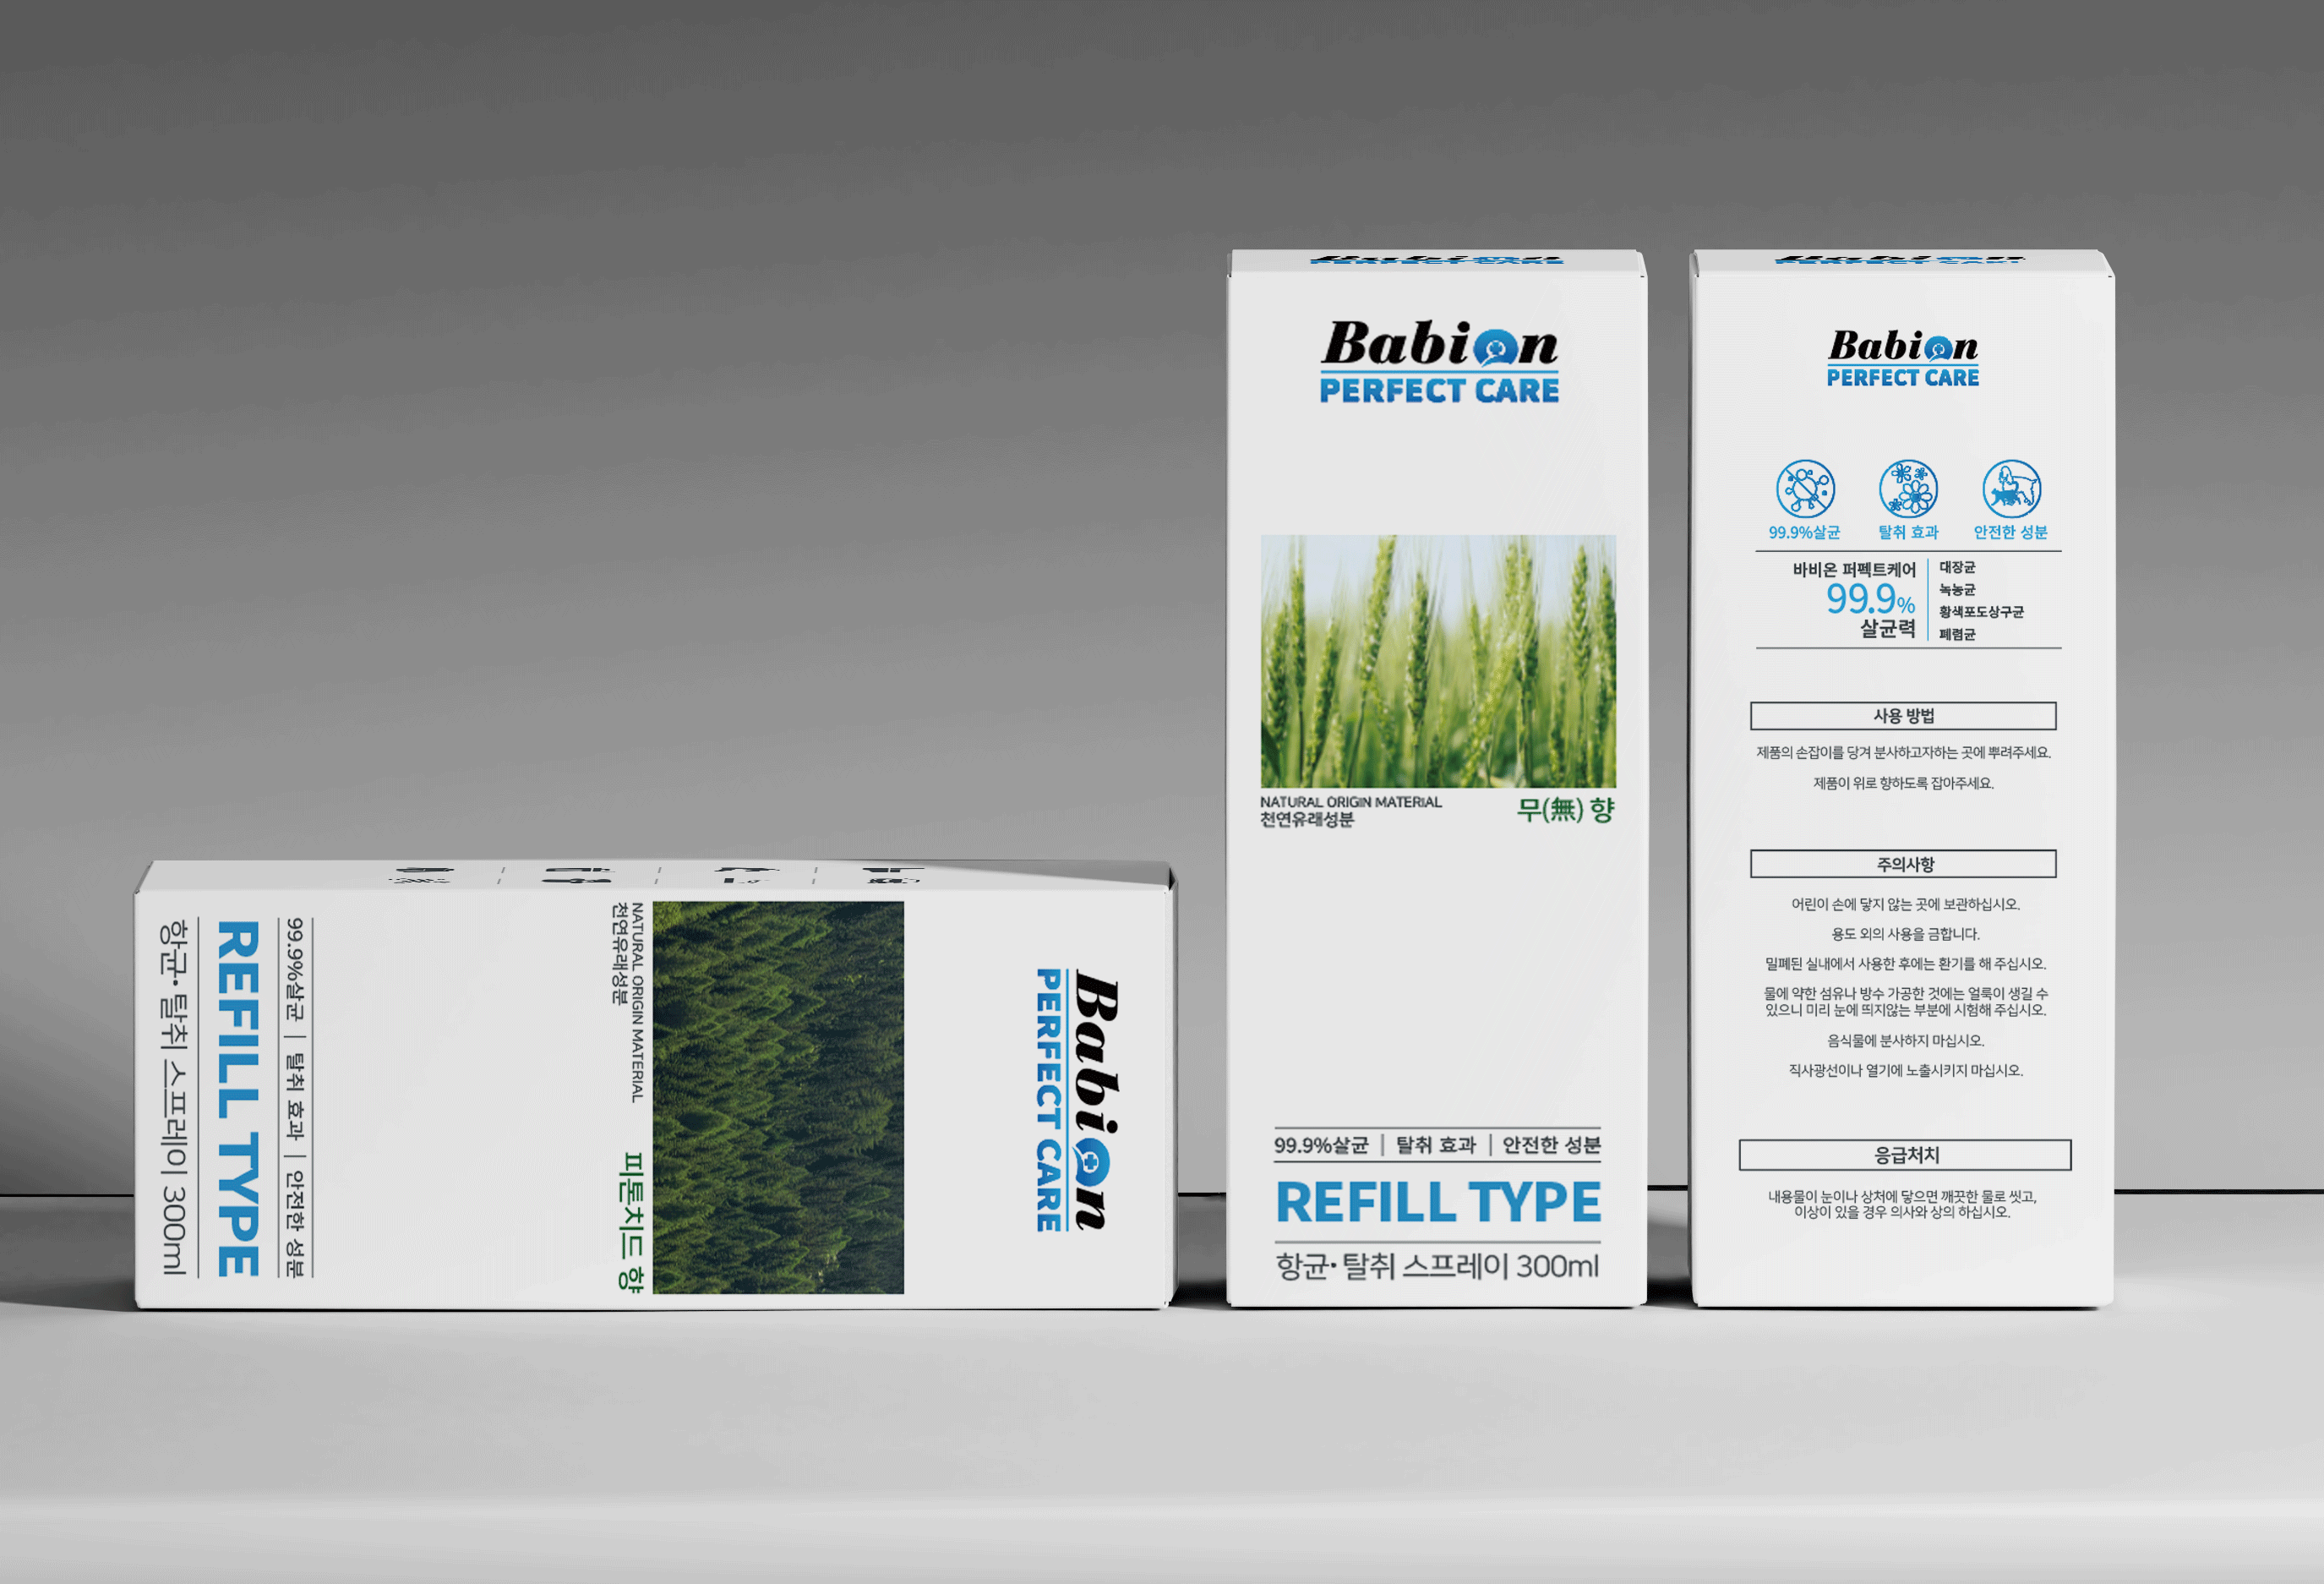 Babion
PERFECT CARE
NATURAL ORIGIN MATERIAL
천연유래성분
피톤치드 향
99.9%살균 | 탈취 효과 | 안전한 성분
REFILL TYPE
항균·탈취 스프레이 300ml
Babion
PERFECT CARE
Babion
PERFECT CARE
NATURAL ORIGIN MATERIAL
천연유래성분
무(無) 향
99.9%살균 | 탈취 효과 | 안전한 성분
REFILL TYPE
항균·탈취 스프레이 300ml
Babion
PERFECT CARE
Babion
PERFECT CARE
99.9%살균
탈취 효과
안전한 성분
바비온 퍼펙트케어
99.9%
살균력
대장균
녹농균
황색포도상구균
폐렴균
사용 방법
제품의 손잡이를 당겨 분사하고자하는 곳에 뿌려주세요.
제품이 위로 향하도록 잡아주세요.
주의사항
어린이 손에 닿지 않는 곳에 보관하십시오.
용도 외의 사용을 금합니다.
밀폐된 실내에서 사용한 후에는 환기를 해 주십시오.
물에 약한 섬유나 방수 가공한 것에는 얼룩이 생길 수
있으니 미리 눈에 띄지않는 부분에 시험해 주십시오.
음식물에 분사하지 마십시오.
직사광선이나 열기에 노출시키지 마십시오.
응급처치
내용물이 눈이나 상처에 닿으면 깨끗한 물로 씻고,
이상이 있을 경우 의사와 상의 하십시오.